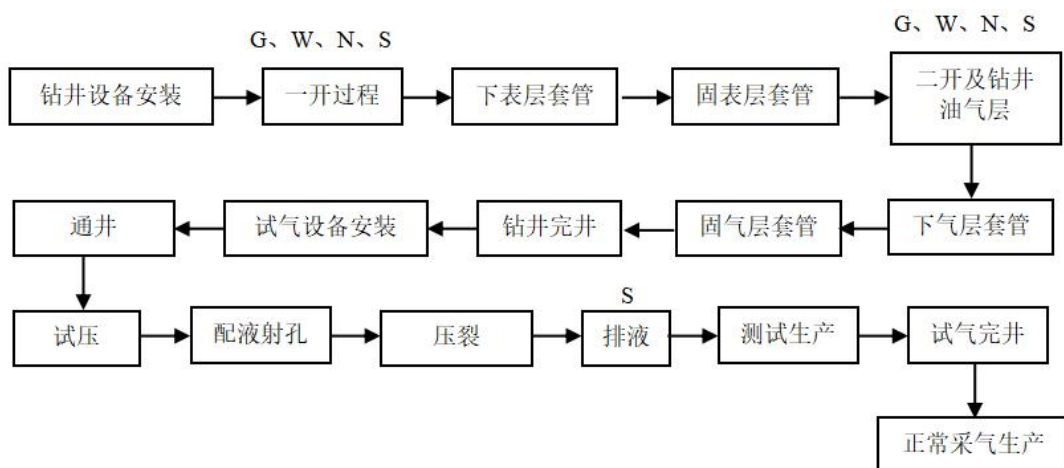 G、W、N、S
G、W、N、S
钻井设备安装
一开过程
下表层套管
固表层套管
二开及钻井
油气层
下气层套管
固气层套管
钻井完井
试气设备安装
通井
试压
配液射孔
压裂
S
排液
测试生产
试气完井
正常采气生产